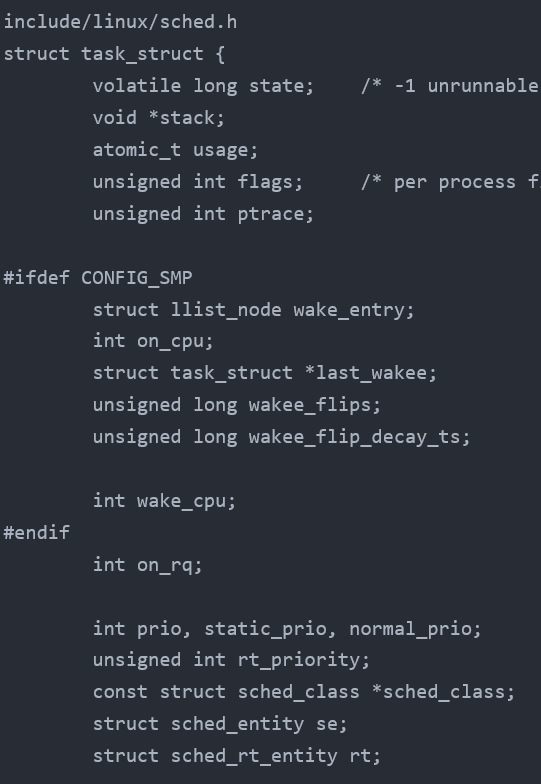 include/linux/sched.h
struct task_struct {
        volatile long state;    /* -1 unrunnable
        void *stack;
        atomic_t usage;
        unsigned int flags;     /* per process
        unsigned int ptrace;

#ifdef CONFIG_SMP
        struct llist_node wake_entry;
        int on_cpu;
        struct task_struct *last_wakee;
        unsigned long wakee_flips;
        unsigned long wakee_flip_decay_ts;

        int wake_cpu;
#endif
        int on_rq;

        int prio, static_prio, normal_prio;
        unsigned int rt_priority;
        const struct sched_class *sched_class;
        struct sched_entity se;
        struct sched_rt_entity rt;